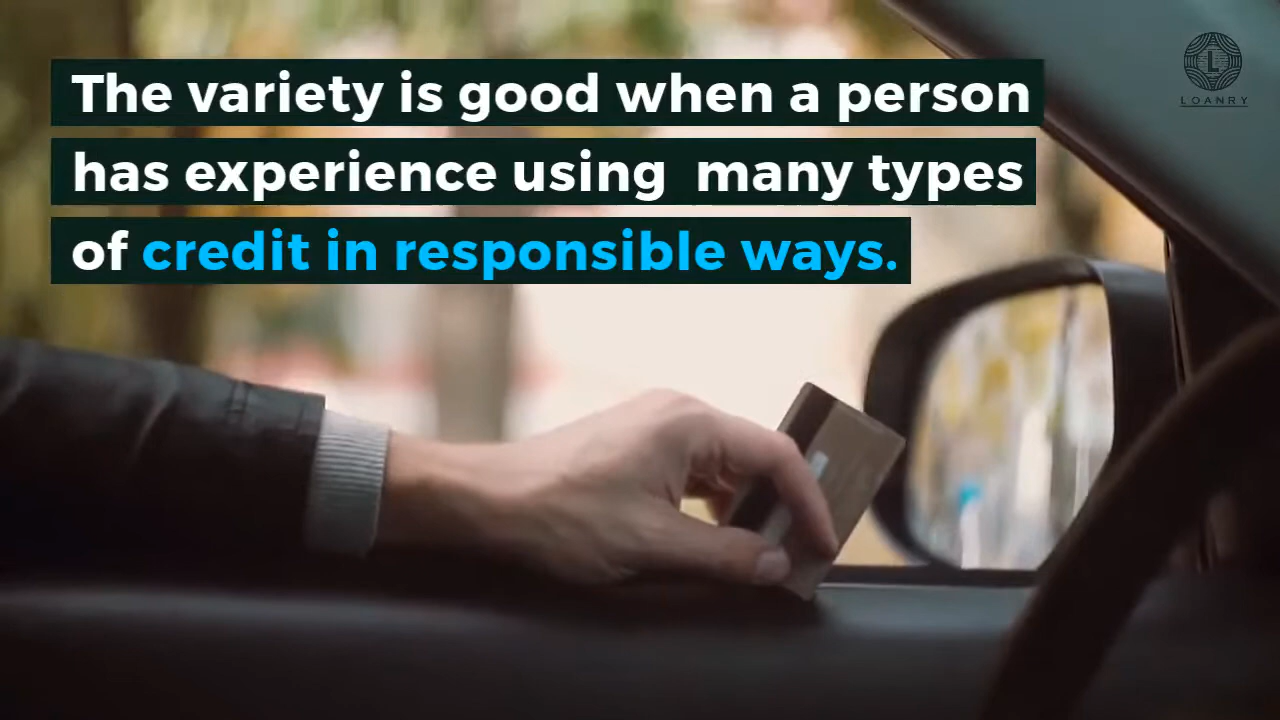 The variety is good when a person
has experience using  many types
of credit in responsible ways.
L
LOANRY